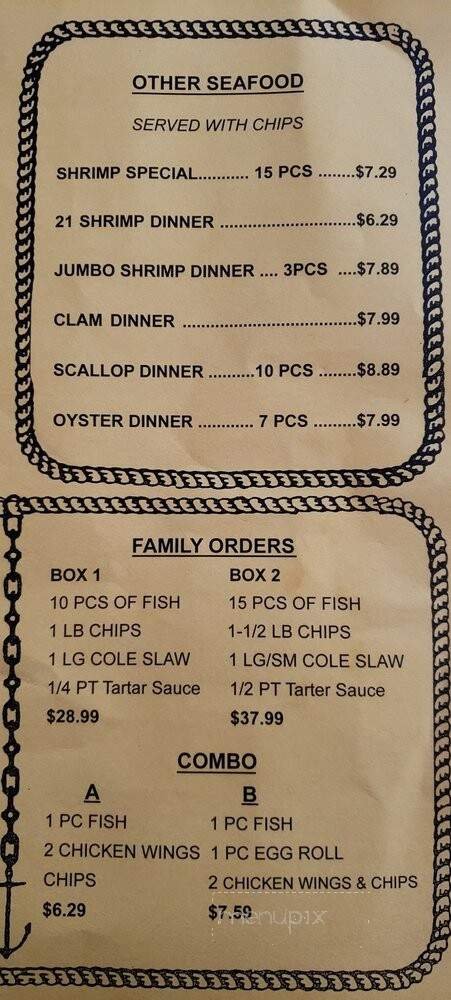 OTHER SEAFOOD
SERVED WITH CHIPS
SHRIMP SPECIAL........... 15 PCS ........$7.29
21 SHRIMP DINNER ..............................$6.29
JUMBO SHRIMP DINNER .... 3PCS ....$7.89
CLAM DINNER ......................................$7.99
SCALLOP DINNER ..........10 PCS ........$8.89
OYSTER DINNER ............ 7 PCS .........$7.99
FAMILY ORDERS
BOX 1 BOX 2
10 PCS OF FISH 15 PCS OF FISH
1 LB CHIPS 1-1/2 LB CHIPS
1 LG COLE SLAW 1 LG/SM COLE SLAW
1/4 PT Tartar Sauce 1/2 PT Tarter Sauce
$28.99 $37.99
COMBO
A B
1 PC FISH 1 PC FISH
2 CHICKEN WINGS 1 PC EGG ROLL
CHIPS 2 CHICKEN WINGS & CHIPS
$6.29 $7.59
menupix